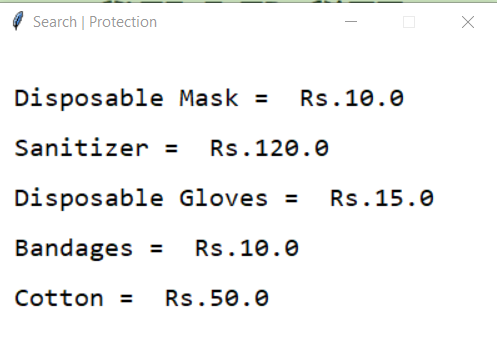 Search | Protection
Disposable Mask =  Rs.10.0
Sanitizer =  Rs.120.0
Disposable Gloves =  Rs.15.0
Bandages =  Rs.10.0
Cotton =  Rs.50.0